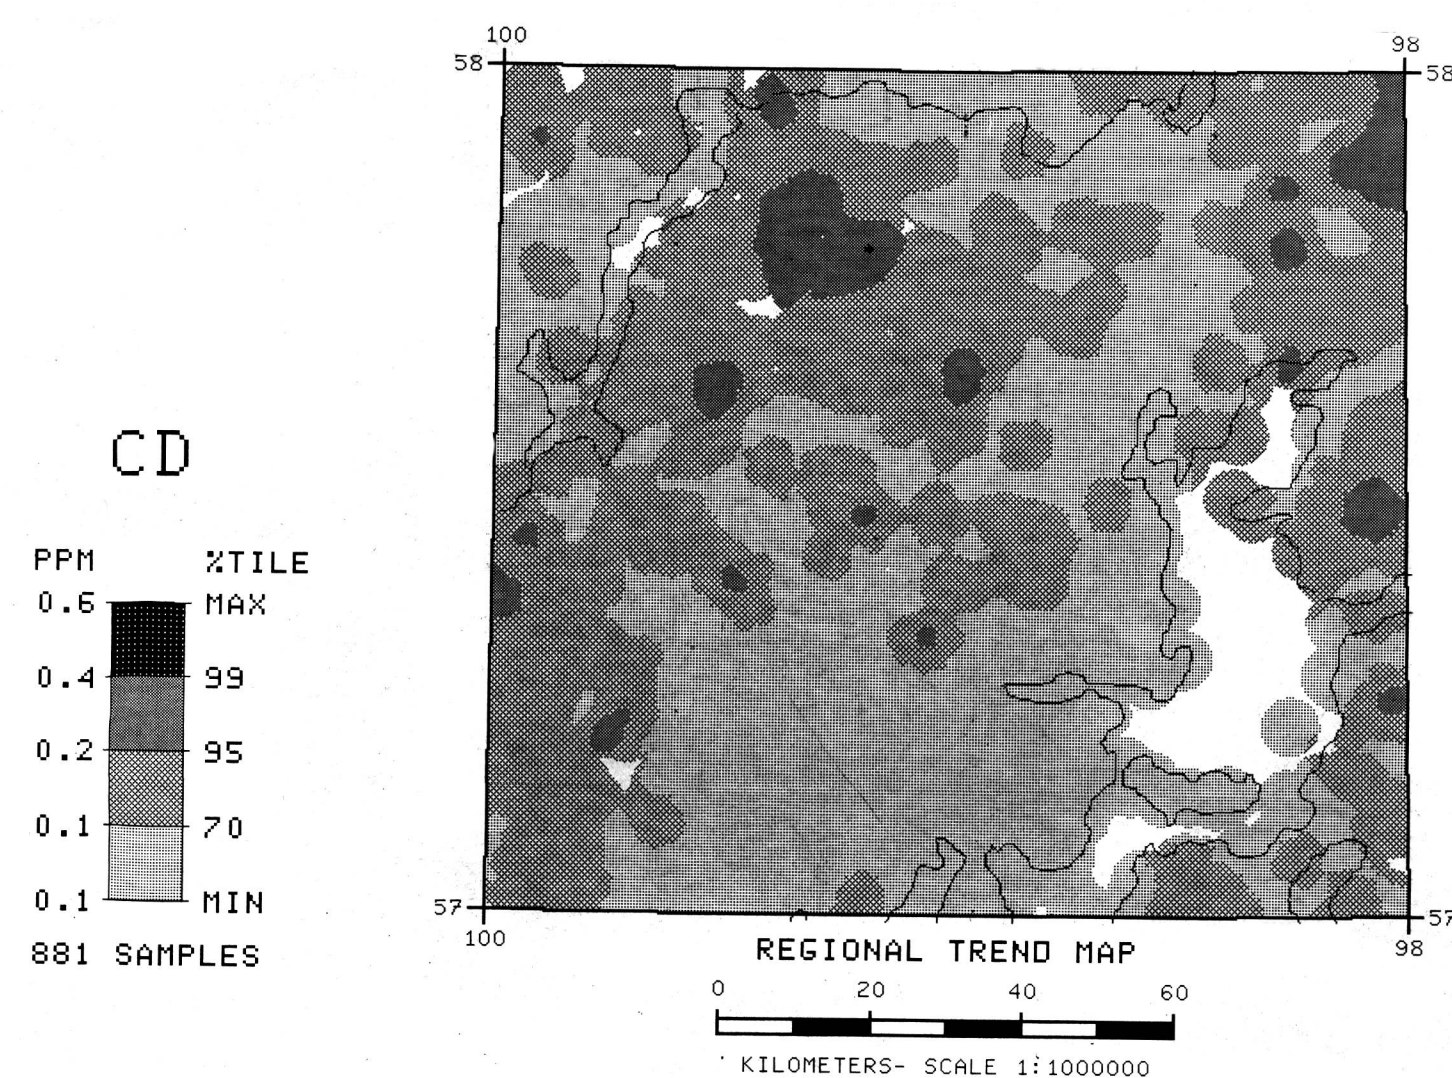 100
98
58
58
CD
PPM %TILE
0.6 MAX
0.4 99
0.2 95
0.1 70
0.1 MIN
881 SAMPLES
57
57
100
98
REGIONAL TREND MAP
0 20 40 60
KILOMETERS- SCALE 1:1000000